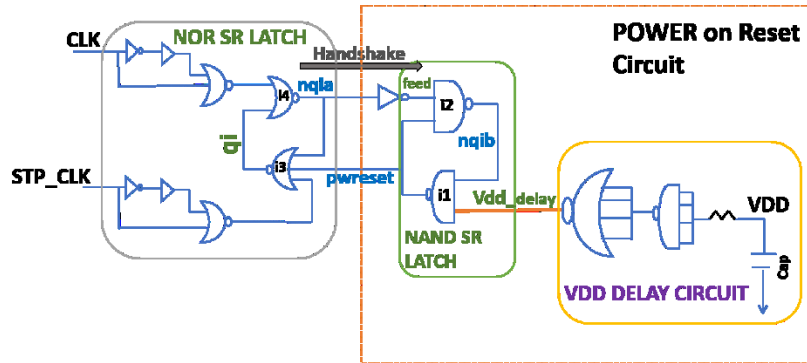 CLK
NOR SR LATCH
Handshake
POWER on Reset
Circuit
I4
nqla
feed
I2
qi
nqib
i3
pwreset
STP_CLK
i1
Vdd_delay
VDD
NAND SR
LATCH
Cap
VDD DELAY CIRCUIT